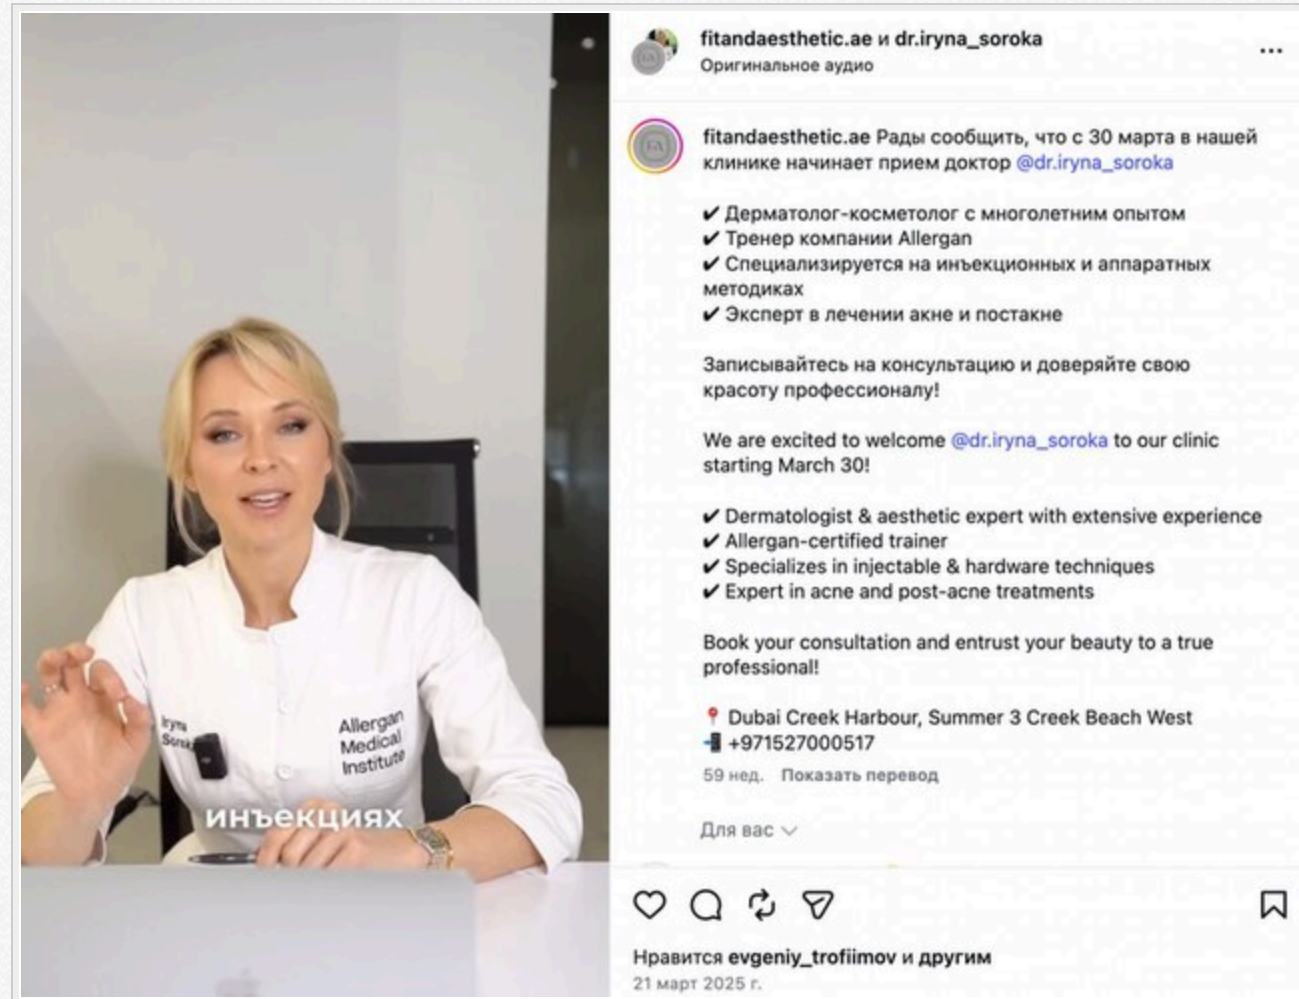 fitandaesthetic.ae и dr.iryna_soroka
Оригинальное аудио
fitandaesthetic.ae Рады сообщить, что с 30 марта в нашей
клинике начинает прием доктор @dr.iryna_soroka
✔ Дерматолог-косметолог с многолетним опытом
✔ Тренер компании Allergan
✔ Специализируется на инъекционных и аппаратных
методиках
✔ Эксперт в лечении акне и постакне
Записывайтесь на консультацию и доверяйте свою
красоту профессионалу!
We are excited to welcome @dr.iryna_soroka to our clinic
starting March 30!
✔ Dermatologist & aesthetic expert with extensive experience
✔ Allergan-certified trainer
✔ Specializes in injectable & hardware techniques
✔ Expert in acne and post-acne treatments
Book your consultation and entrust your beauty to a true
professional!
📍 Dubai Creek Harbour, Summer 3 Creek Beach West
📲 +971527000517
59 нед. Показать перевод
Для вас
Нравится evgeniy_trofiimov и другим
21 март 2025 г.
Iryna
Soroka
Allergan
Medical
Institute
инъекциях